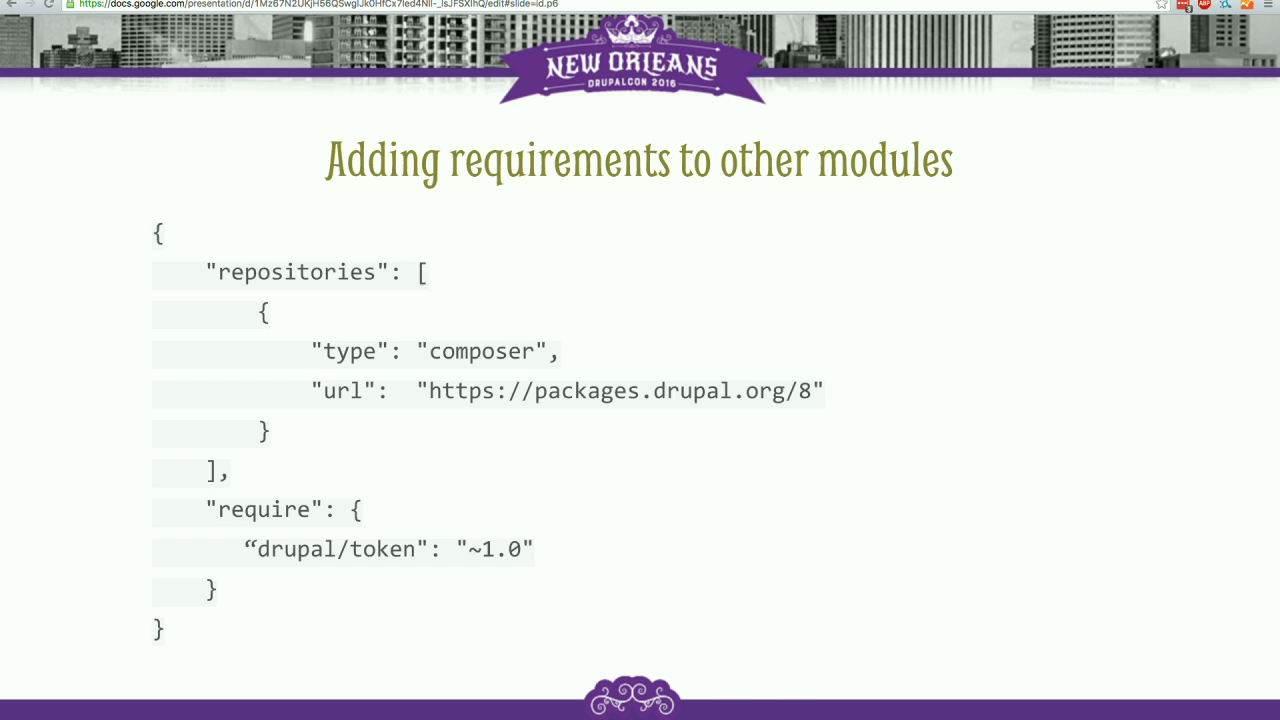 NEW ORLEANS
DRUPALCON 2016
Adding requirements to other modules
{
    "repositories": [
        {
            "type": "composer",
            "url":  "https://packages.drupal.org/8"
        }
    ],
    "require": {
       “drupal/token": "~1.0"
    }
}